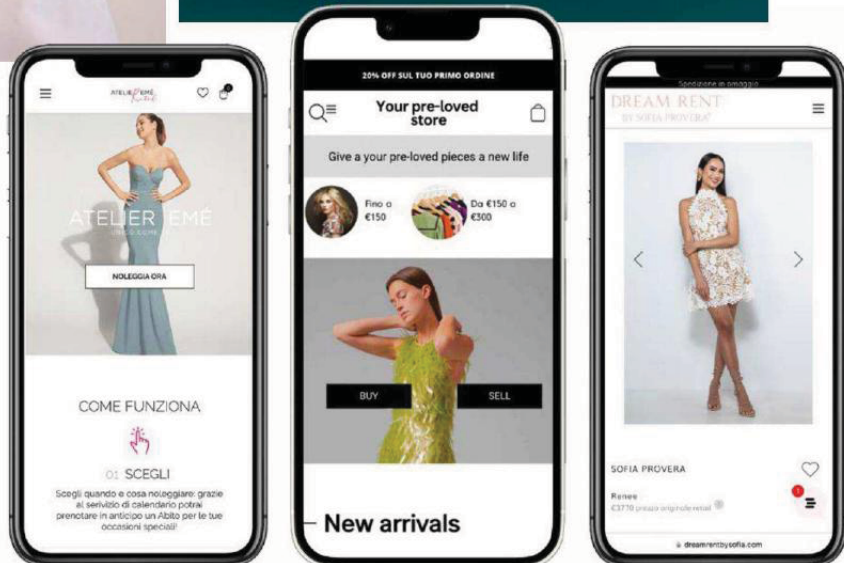 ATELIER EMÉ
ATELIER EMÉ
UNICO COME
NOLEGGIA ORA
COME FUNZIONA
01 SCEGLI
Scegli quando e cosa noleggiare: grazie
al servizio di calendario potrai
prenotare in anticipo un Abito per le tue
occasioni speciali!
20% OFF SUL TUO PRIMO ORDINE
Your pre-loved
store
Give a your pre-loved pieces a new life
Fino a
€150
Da €150 a
€300
BUY
SELL
New arrivals
Spedizione in omaggio
DREAM RENT
BY SOFIA PROVERA
SOFIA PROVERA
Renee
prezzo originale retail
1
dreamrentbysofia.com